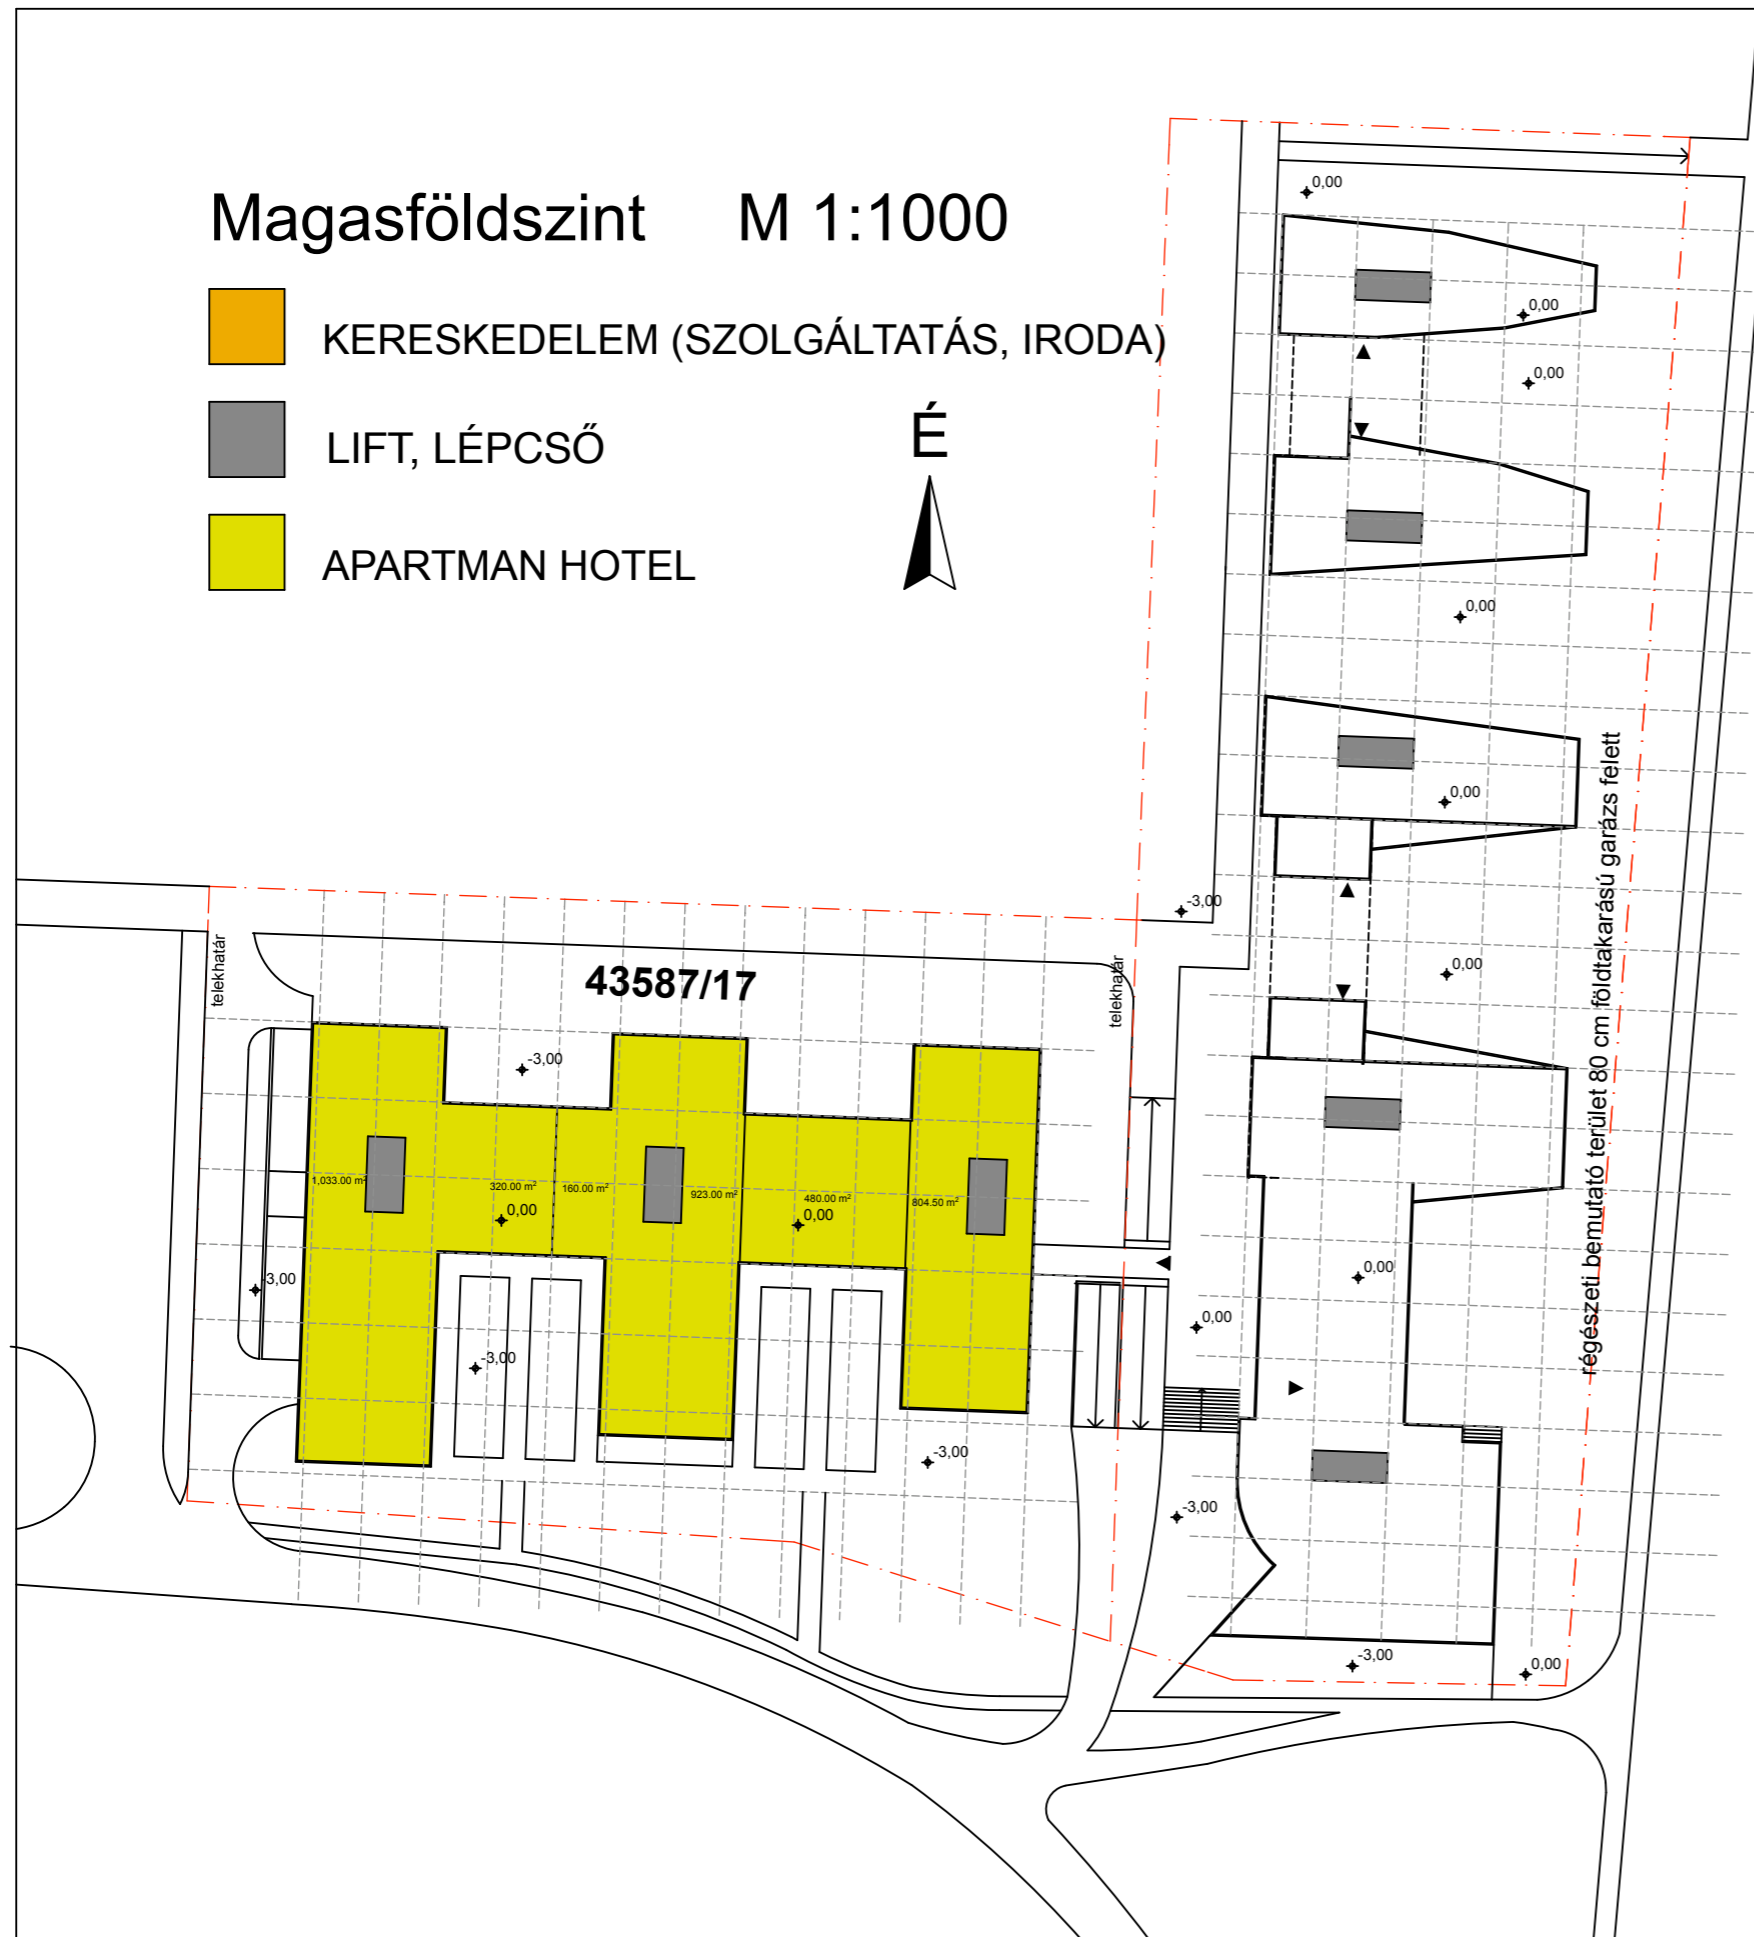 Magasföldszint M 1:1000
KERESKEDELEM (SZOLGÁLTATÁS, IRODA)
LIFT, LÉPCSŐ
APARTMAN HOTEL
É
0,00
0,00
0,00
0,00
0,00
0,00
régészeti bemutató terület 80 cm földtakarású garázs felett
-3,00
telekhatár
43587/17
telekhatár
-3,00
1,033.00 m²
320.00 m²
160.00 m²
923.00 m²
480.00 m²
804.50 m²
0,00
0,00
-3,00
0,00
0,00
-3,00
-3,00
-3,00
-3,00
0,00